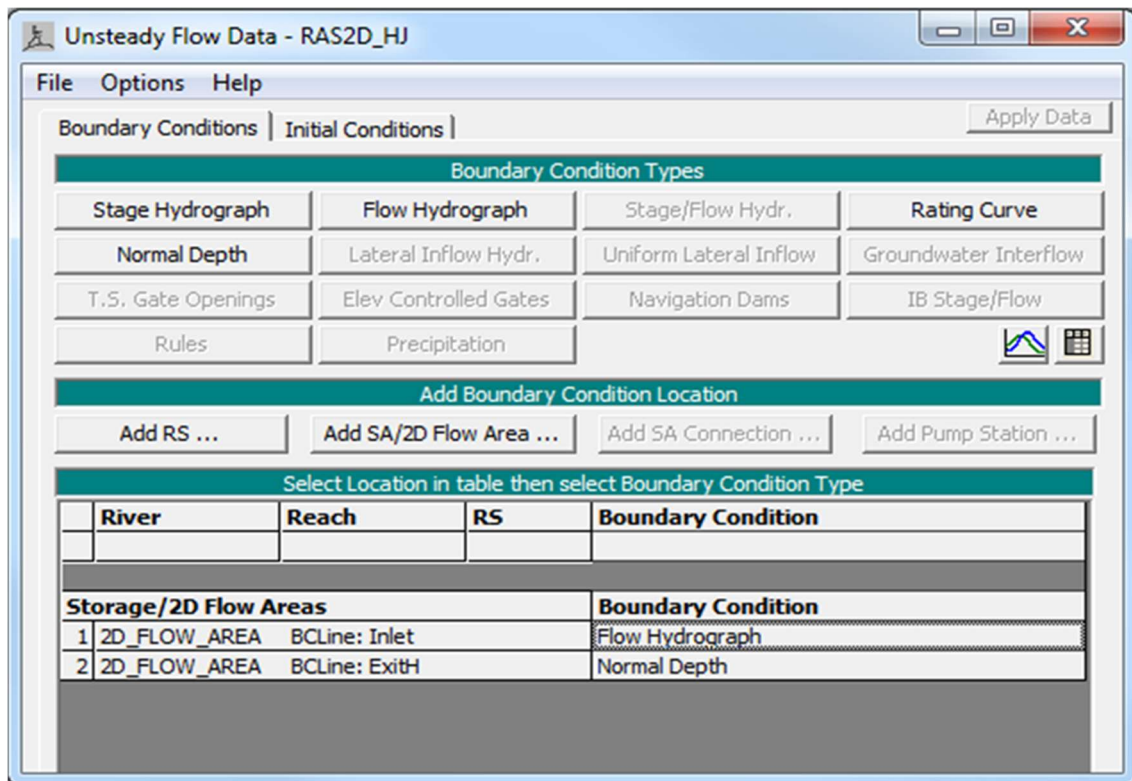 Unsteady Flow Data - RAS2D_HJ
File Options Help
Boundary Conditions Initial Conditions Apply Data
Boundary Condition Types
Stage Hydrograph Flow Hydrograph Stage/Flow Hydr. Rating Curve
Normal Depth Lateral Inflow Hydr. Uniform Lateral Inflow Groundwater Interflow
T.S. Gate Openings Elev Controlled Gates Navigation Dams IB Stage/Flow
Rules Precipitation
Add Boundary Condition Location
Add RS ... Add SA/2D Flow Area ... Add SA Connection ... Add Pump Station ...
Select Location in table then select Boundary Condition Type
River Reach RS Boundary Condition
Storage/2D Flow Areas Boundary Condition
1 2D_FLOW_AREA BCLine: Inlet Flow Hydrograph
2 2D_FLOW_AREA BCLine: ExitH Normal Depth